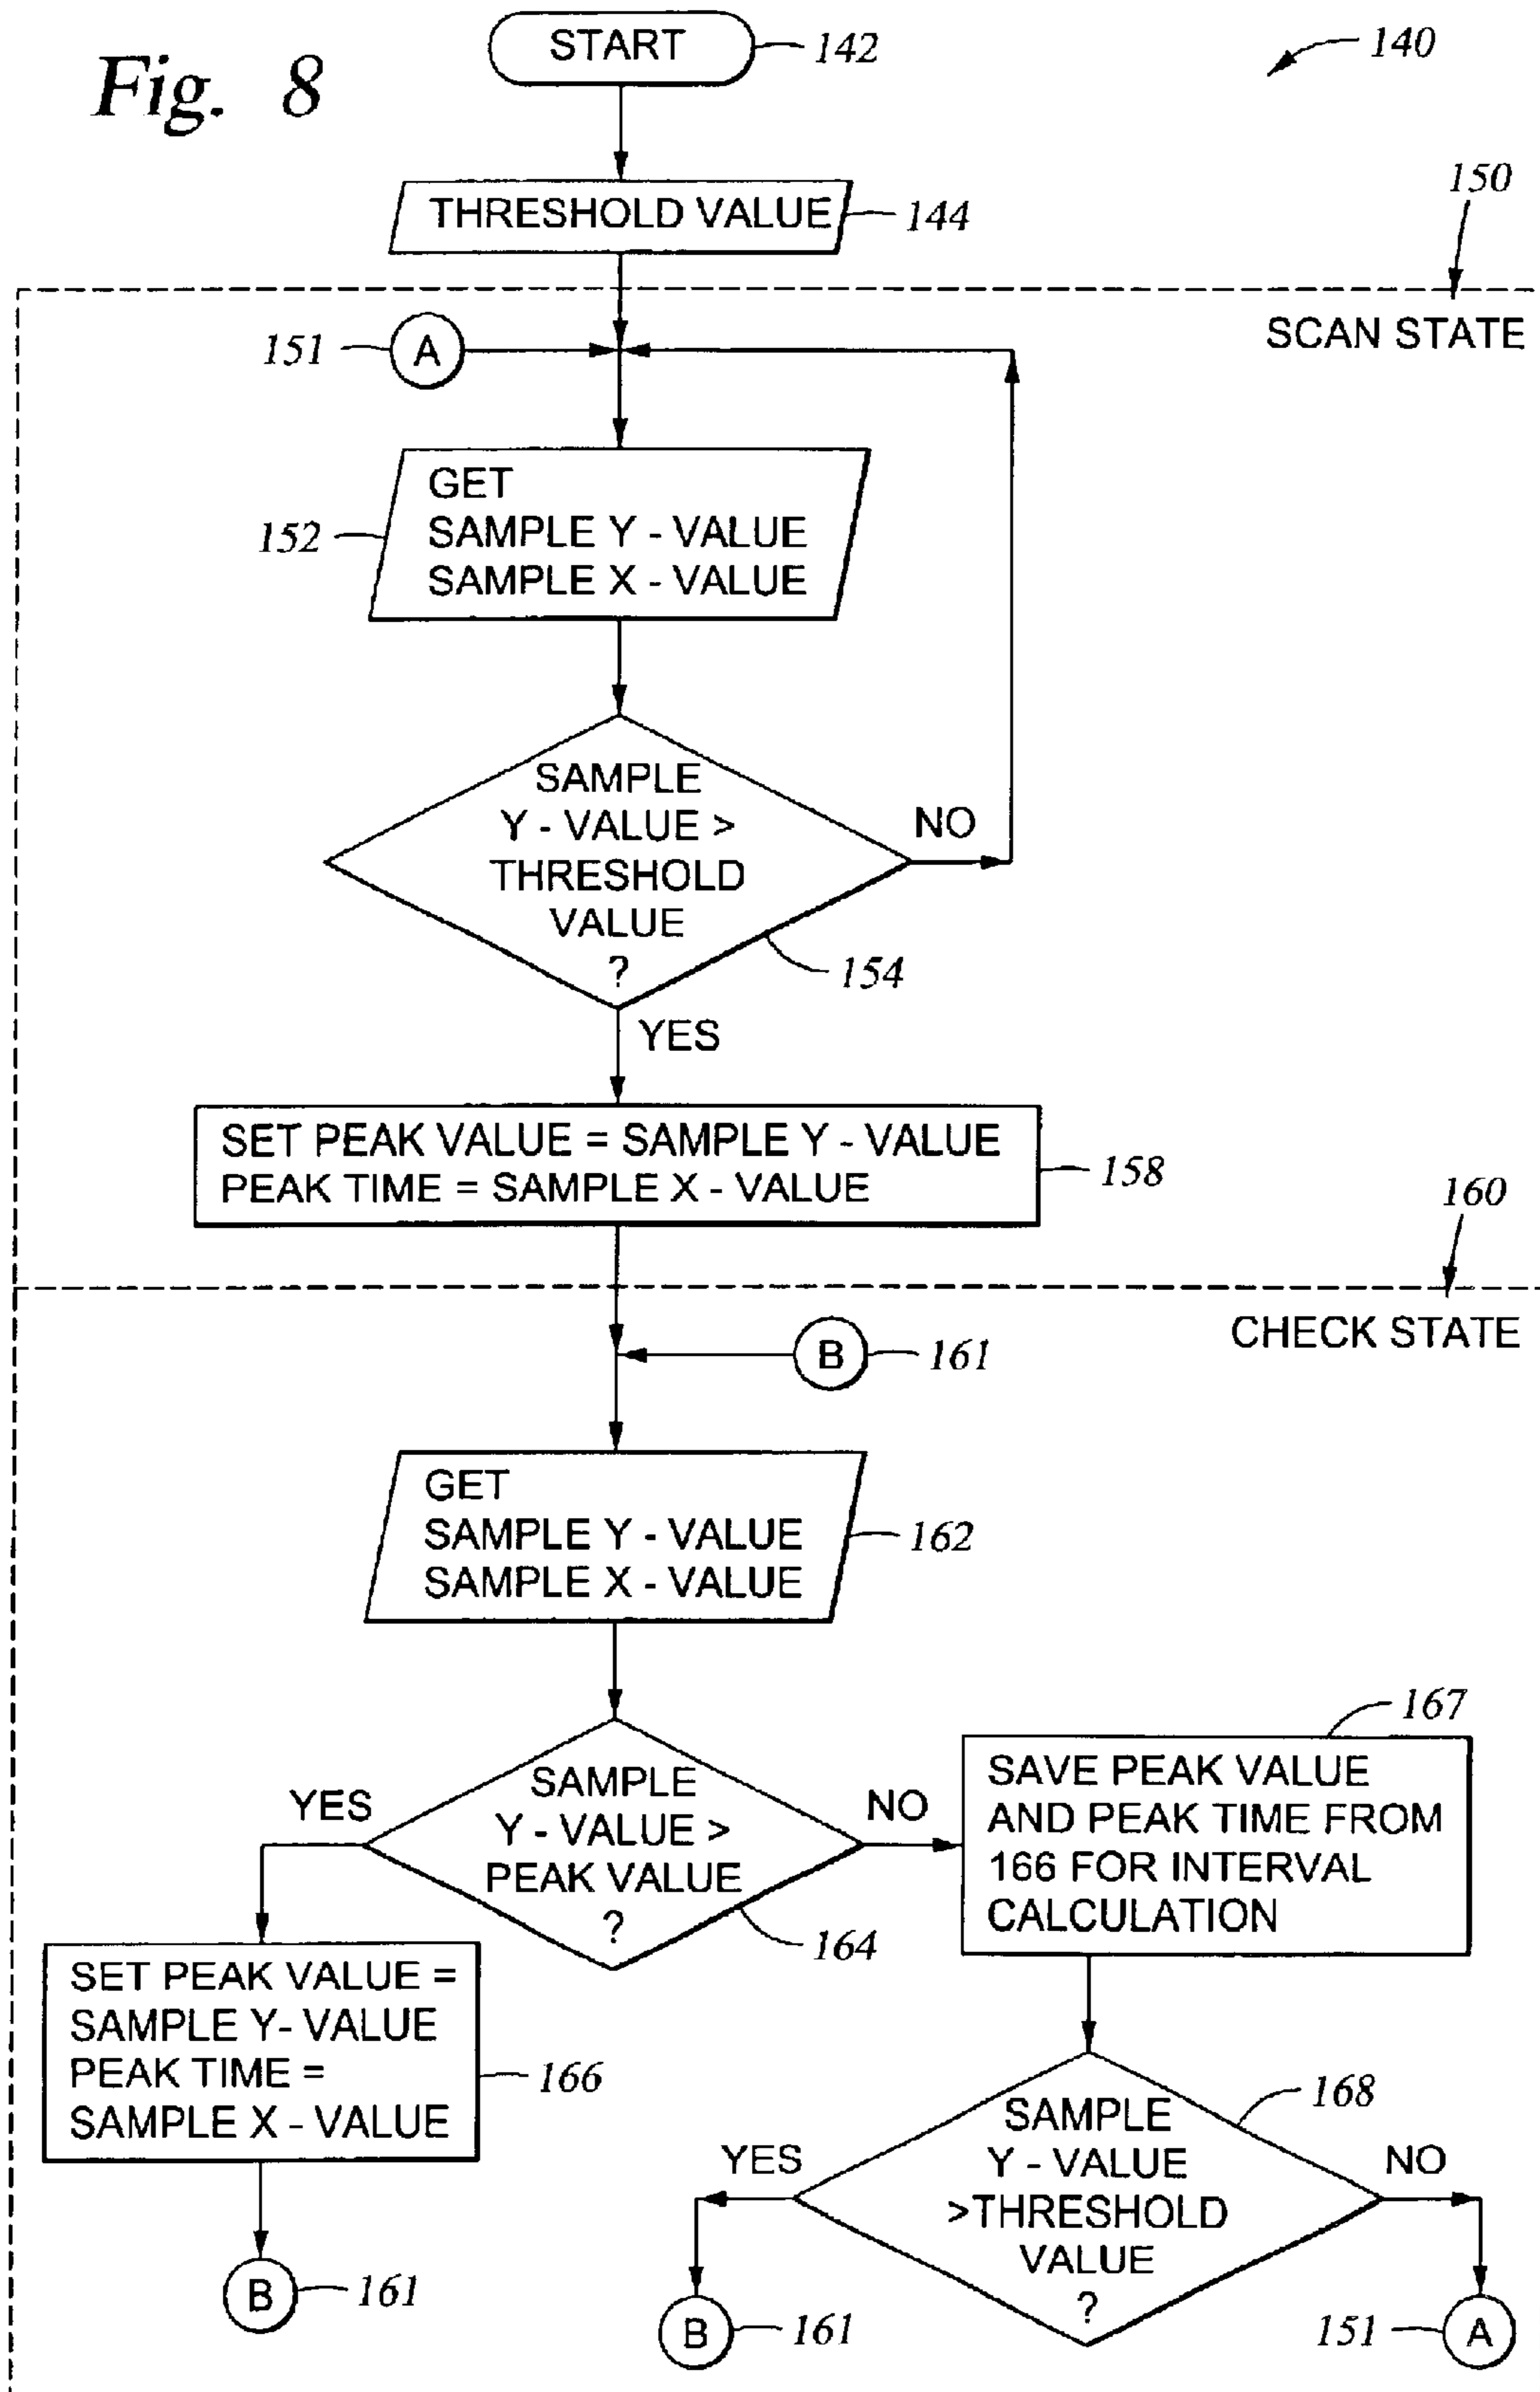 Fig. 8
START
142
140
THRESHOLD VALUE
144
150
SCAN STATE
151
A
GET
SAMPLE Y - VALUE
SAMPLE X - VALUE
152
SAMPLE
Y - VALUE >
THRESHOLD
VALUE
?
NO
154
YES
SET PEAK VALUE = SAMPLE Y - VALUE
PEAK TIME = SAMPLE X - VALUE
158
160
CHECK STATE
B
161
GET
SAMPLE Y - VALUE
SAMPLE X - VALUE
162
SAMPLE
Y - VALUE >
PEAK VALUE
?
YES
NO
164
167
SAVE PEAK VALUE
AND PEAK TIME FROM
166 FOR INTERVAL
CALCULATION
SET PEAK VALUE =
SAMPLE Y- VALUE
PEAK TIME =
SAMPLE X - VALUE
166
B
161
SAMPLE
Y - VALUE
>THRESHOLD
VALUE
?
168
YES
NO
B
161
151
A